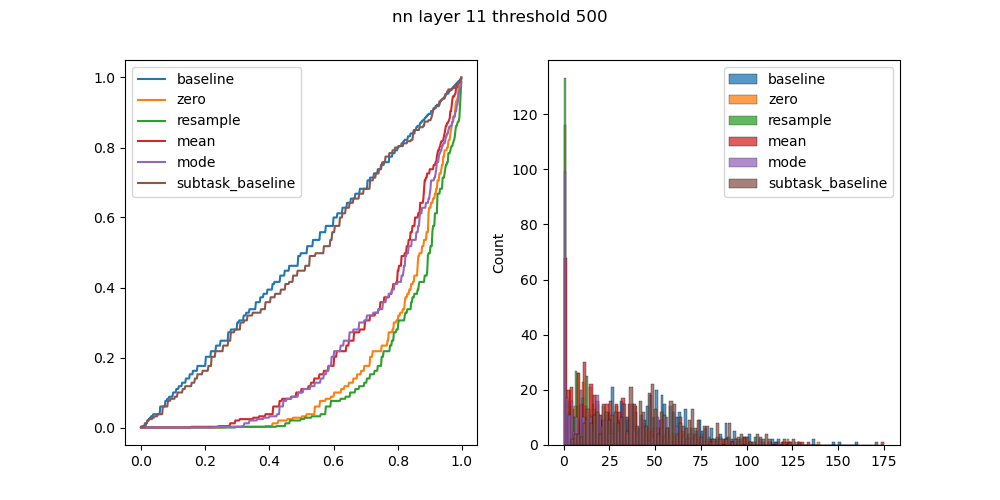 nn layer 11 threshold 500
1.0
0.8
0.6
0.4
0.2
0.0
0.0 0.2 0.4 0.6 0.8 1.0
baseline
zero
resample
mean
mode
subtask_baseline
Count
120
100
80
60
40
20
0
0 25 50 75 100 125 150 175
baseline
zero
resample
mean
mode
subtask_baseline